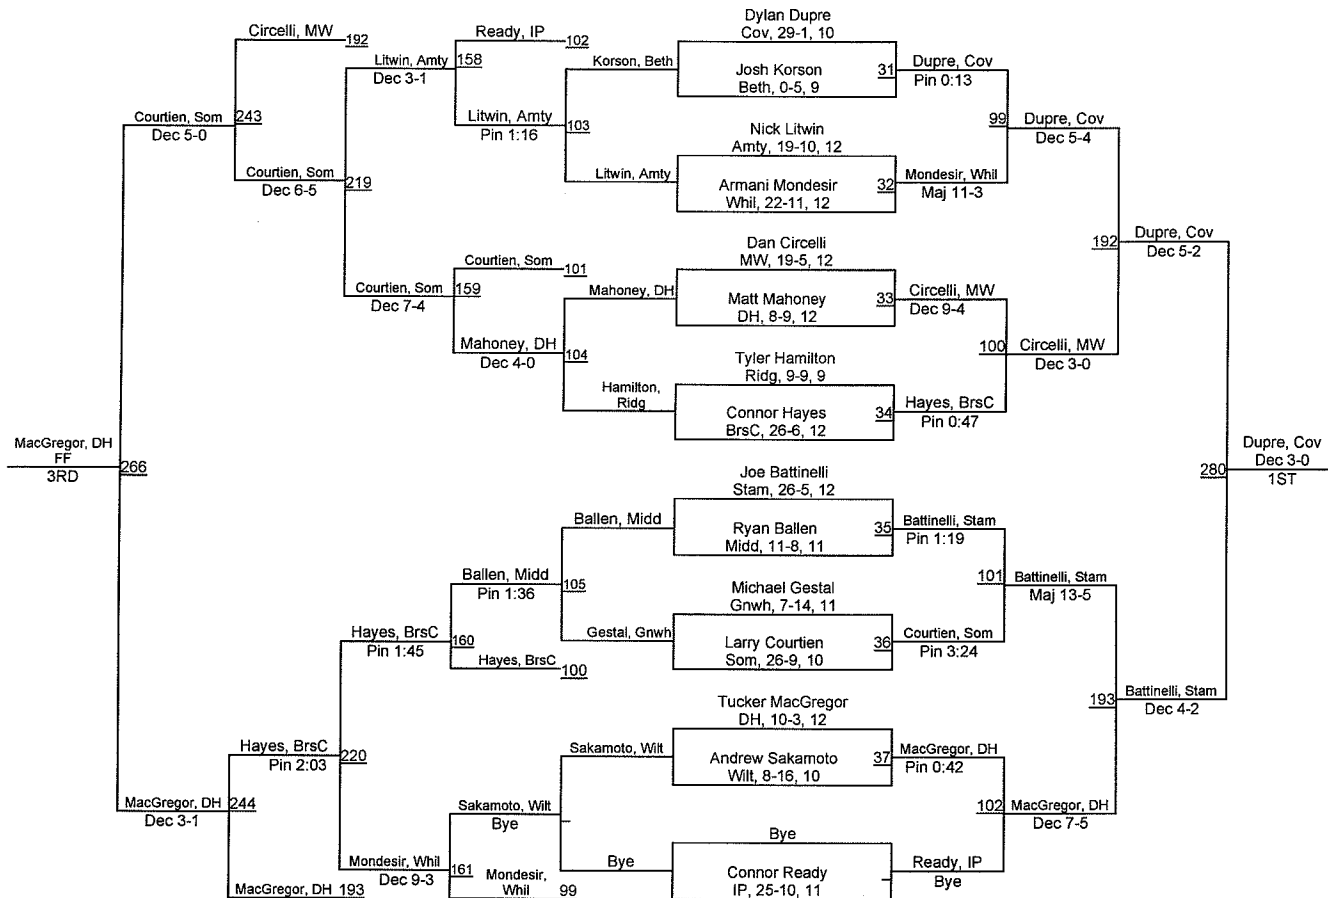 Dylan Dupre
Cov, 29-1, 10
Circelli, MW
192
Ready, IP
102
Litwin, Amty
158
Dec 3-1
Korson, Beth
Josh Korson
31
Beth, 0-5, 9
Dupre, Cov
Pin 0:13
Courtien, Som
243
Dec 5-0
Litwin, Amty
103
Pin 1:16
99
Dupre, Cov
Dec 5-4
Nick Litwin
Amty, 19-10, 12
Courtien, Som
219
Dec 6-5
Litwin, Amty
Armani Mondesir
32
Whil, 22-11, 12
Mondesir, Whil
Maj 11-3
Dan Circelli
MW, 19-5, 12
192
Dupre, Cov
Dec 5-2
Courtien, Som
101
Courtien, Som
159
Dec 7-4
Mahoney, DH
Matt Mahoney
33
DH, 8-9, 12
Circelli, MW
Dec 9-4
Mahoney, DH
104
Dec 4-0
100
Circelli, MW
Dec 3-0
Tyler Hamilton
Ridg, 9-9, 9
Hamilton,
Ridg
Connor Hayes
34
BrsC, 26-6, 12
Hayes, BrsC
Pin 0:47
MacGregor, DH
FF
266
3RD
280
Dupre, Cov
Dec 3-0
1ST
Joe Battinelli
Stam, 26-5, 12
Ballen, Midd
Ryan Ballen
35
Midd, 11-8, 11
Battinelli, Stam
Pin 1:19
Ballen, Midd
105
Pin 1:36
101
Battinelli, Stam
Maj 13-5
Michael Gestal
Gnwh, 7-14, 11
Hayes, BrsC
160
Pin 1:45
Gestal, Gnwh
Larry Courtien
36
Som, 26-9, 10
Courtien, Som
Pin 3:24
Hayes, BrsC
100
Tucker MacGregor
DH, 10-3, 12
193
Battinelli, Stam
Dec 4-2
Hayes, BrsC
220
Pin 2:03
Sakamoto, Wilt
Andrew Sakamoto
37
Wilt, 8-16, 10
MacGregor, DH
Pin 0:42
MacGregor, DH
244
Dec 3-1
Sakamoto, Wilt
Bye
102
MacGregor, DH
Dec 7-5
Bye
Mondesir, Whil
161
Dec 9-3
Bye
Connor Ready
IP, 25-10, 11
Ready, IP
Bye
MacGregor, DH
193
Mondesir,
Whil
99